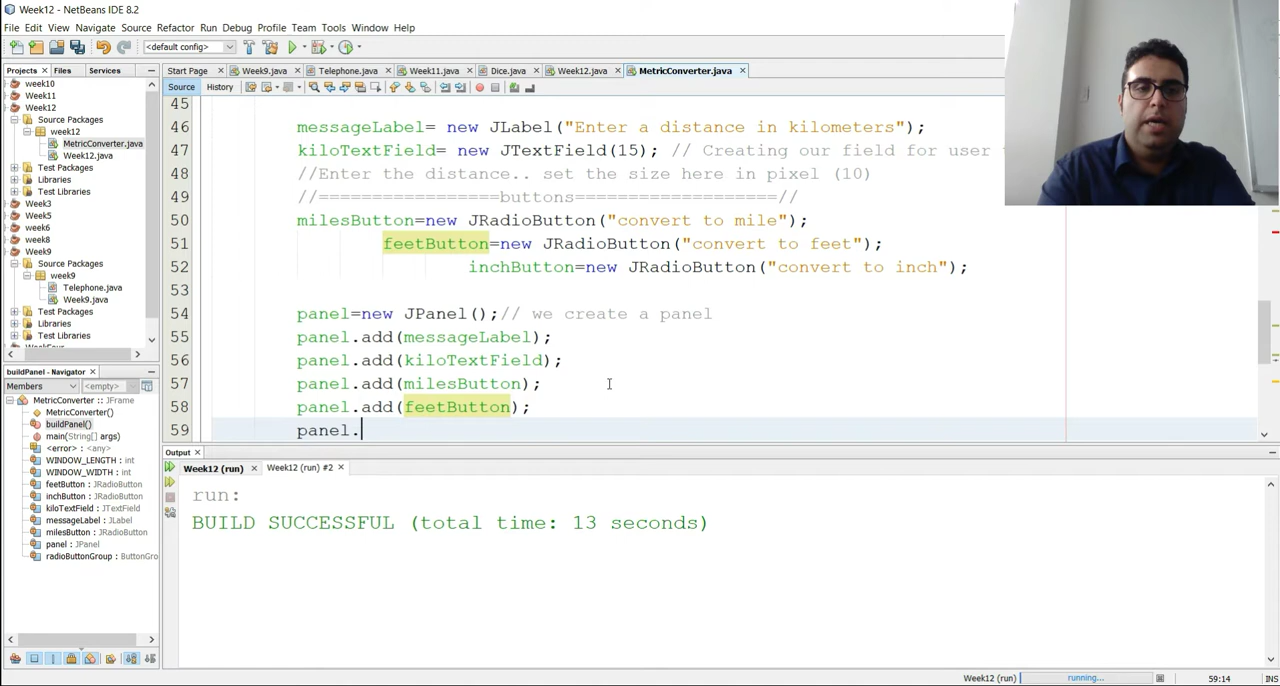 Week12 - NetBeans IDE 8.2
File Edit View Navigate Source Refactor Run Debug Profile Team Tools Window Help
<default config>
Projects Files Services
Start Page Week9.java Telephone.java Week11.java Dice.java Week12.java MetricConverter.java
Source History
week10
Week11
Week12
Source Packages
week12
MetricConverter.java
Week12.java
Test Packages
Libraries
Test Libraries
Week3
Week5
week6
week8
Week9
Source Packages
week9
Telephone.java
Week9.java
Test Packages
Libraries
Test Libraries
45
46 messageLabel= new JLabel("Enter a distance in kilometers");
47 kiloTextField= new JTextField(15); // Creating our field for user
48 //Enter the distance.. set the size here in pixel (10)
49 //================buttons==================//
50 milesButton=new JRadioButton("convert to mile");
51 feetButton=new JRadioButton("convert to feet");
52 inchButton=new JRadioButton("convert to inch");
53
54 panel=new JPanel();// we create a panel
55 panel.add(messageLabel);
56 panel.add(kiloTextField);
57 panel.add(milesButton);
58 panel.add(feetButton);
59 panel.
buildPanel - Navigator
Members <empty>
MetricConverter :: JFrame
MetricConverter()
buildPanel()
main(String[] args)
<error> : <any>
WINDOW_LENGTH : int
WINDOW_WIDTH : int
feetButton : JRadioButton
inchButton : JRadioButton
kiloTextField : JTextField
messageLabel : JLabel
milesButton : JRadioButton
panel : JPanel
radioButtonGroup : ButtonGro
Output
Week12 (run) Week12 (run) #2
run:
BUILD SUCCESSFUL (total time: 13 seconds)
Week12 (run) running... 59:14 INS